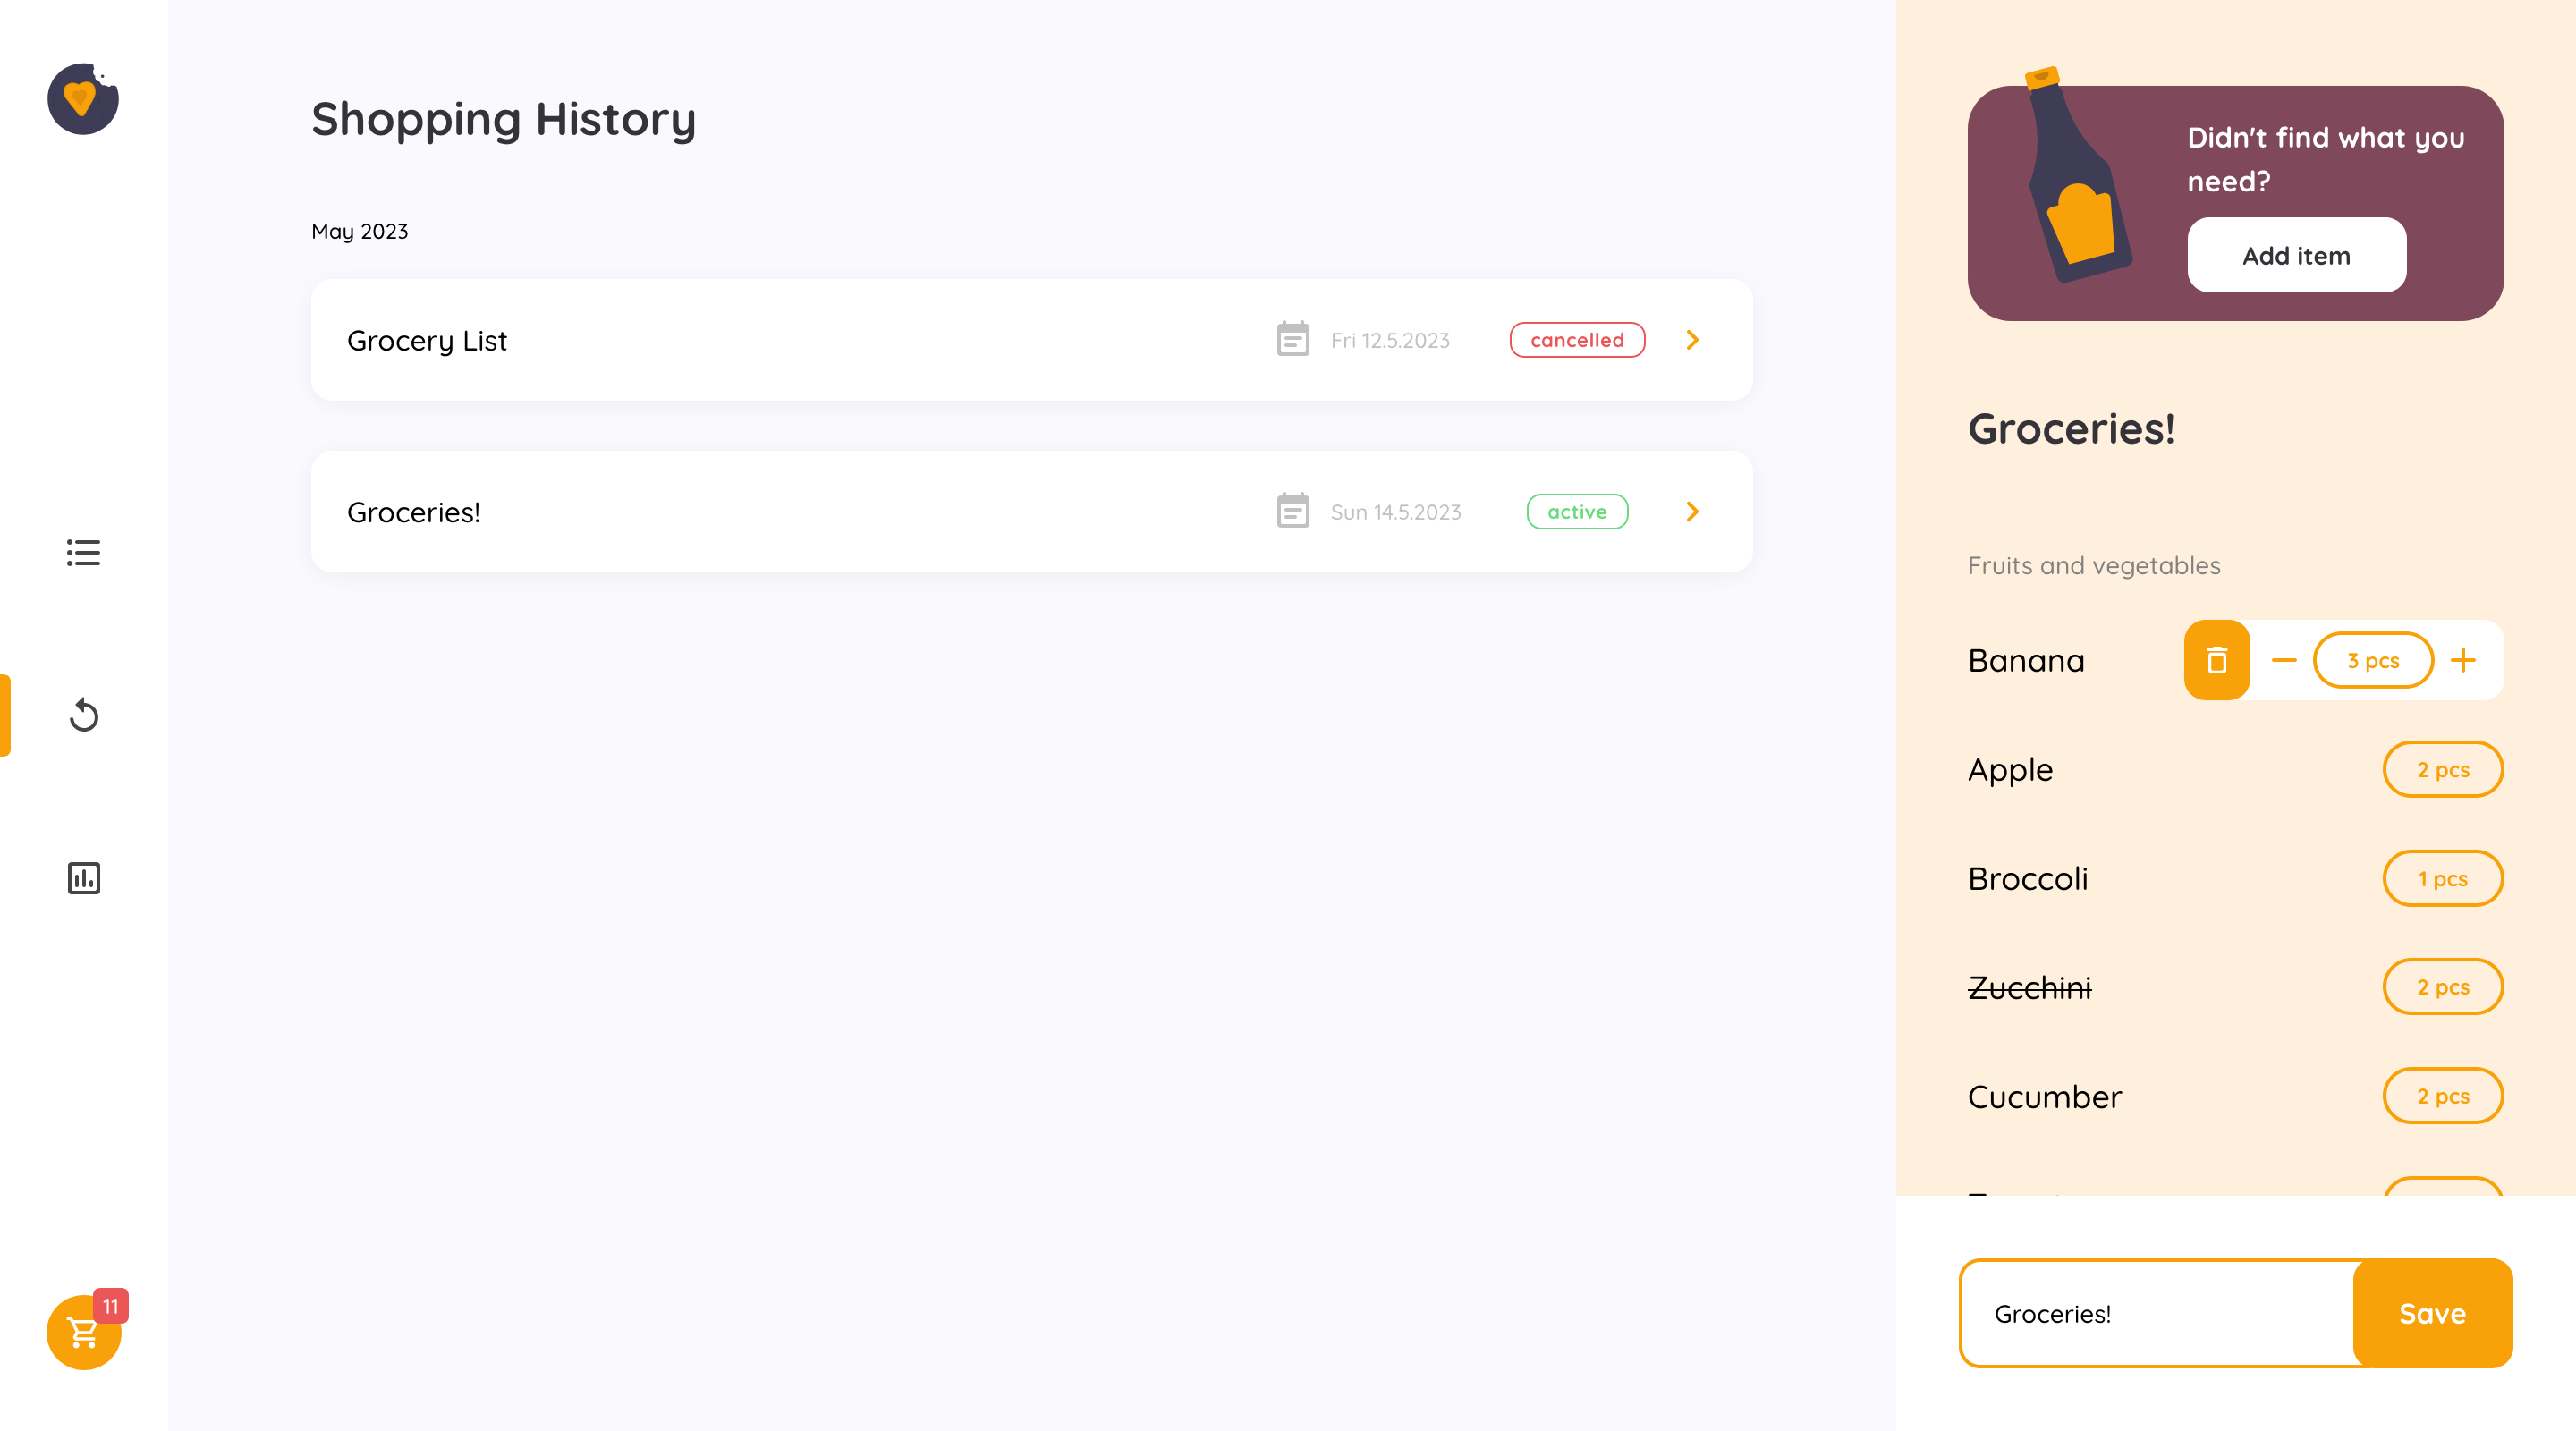 Shopping History
May 2023
Grocery List
Fri 12.5.2023
cancelled
Groceries!
Sun 14.5.2023
active
11
Didn't find what you
need?
Add item
Groceries!
Fruits and vegetables
Banana
3 pcs
Apple
2 pcs
Broccoli
1 pcs
Zucchini
2 pcs
Cucumber
2 pcs
Groceries!
Save